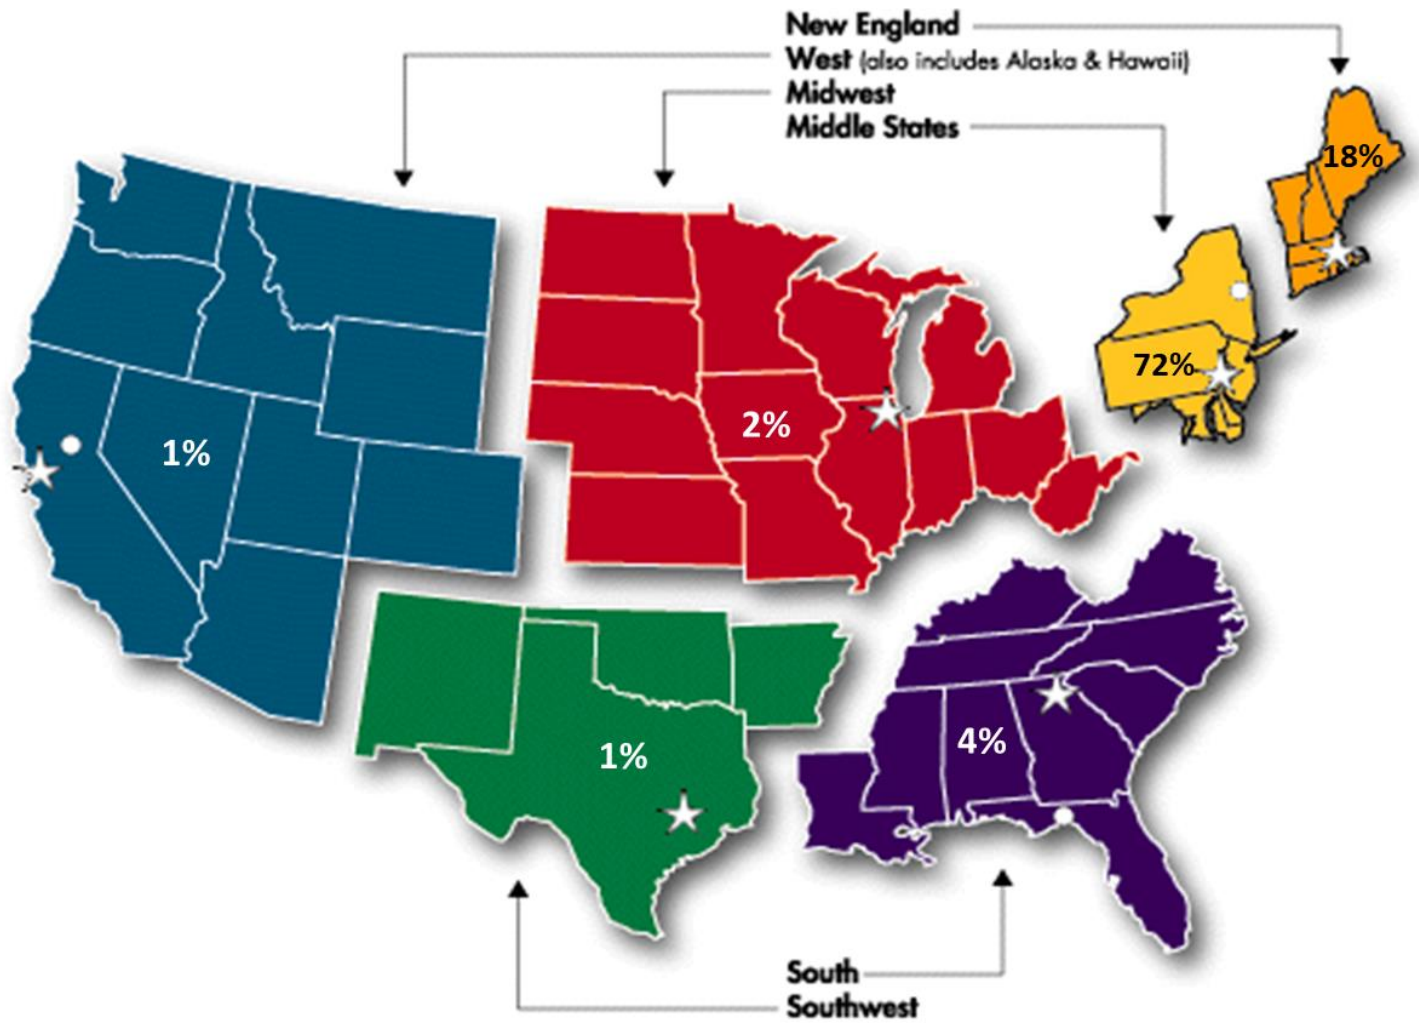 New England
West (also includes Alaska & Hawaii)
Midwest
Middle States
18%
72%
2%
1%
4%
1%
South
Southwest